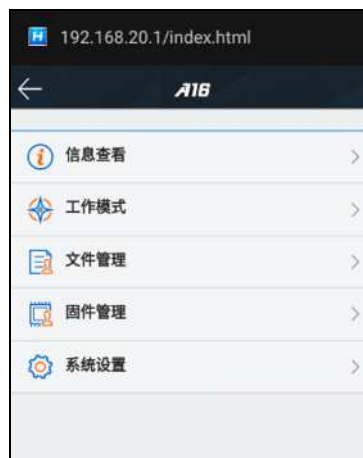 H 192.168.20.1/index.html
A16
信息查看
工作模式
文件管理
固件管理
系统设置